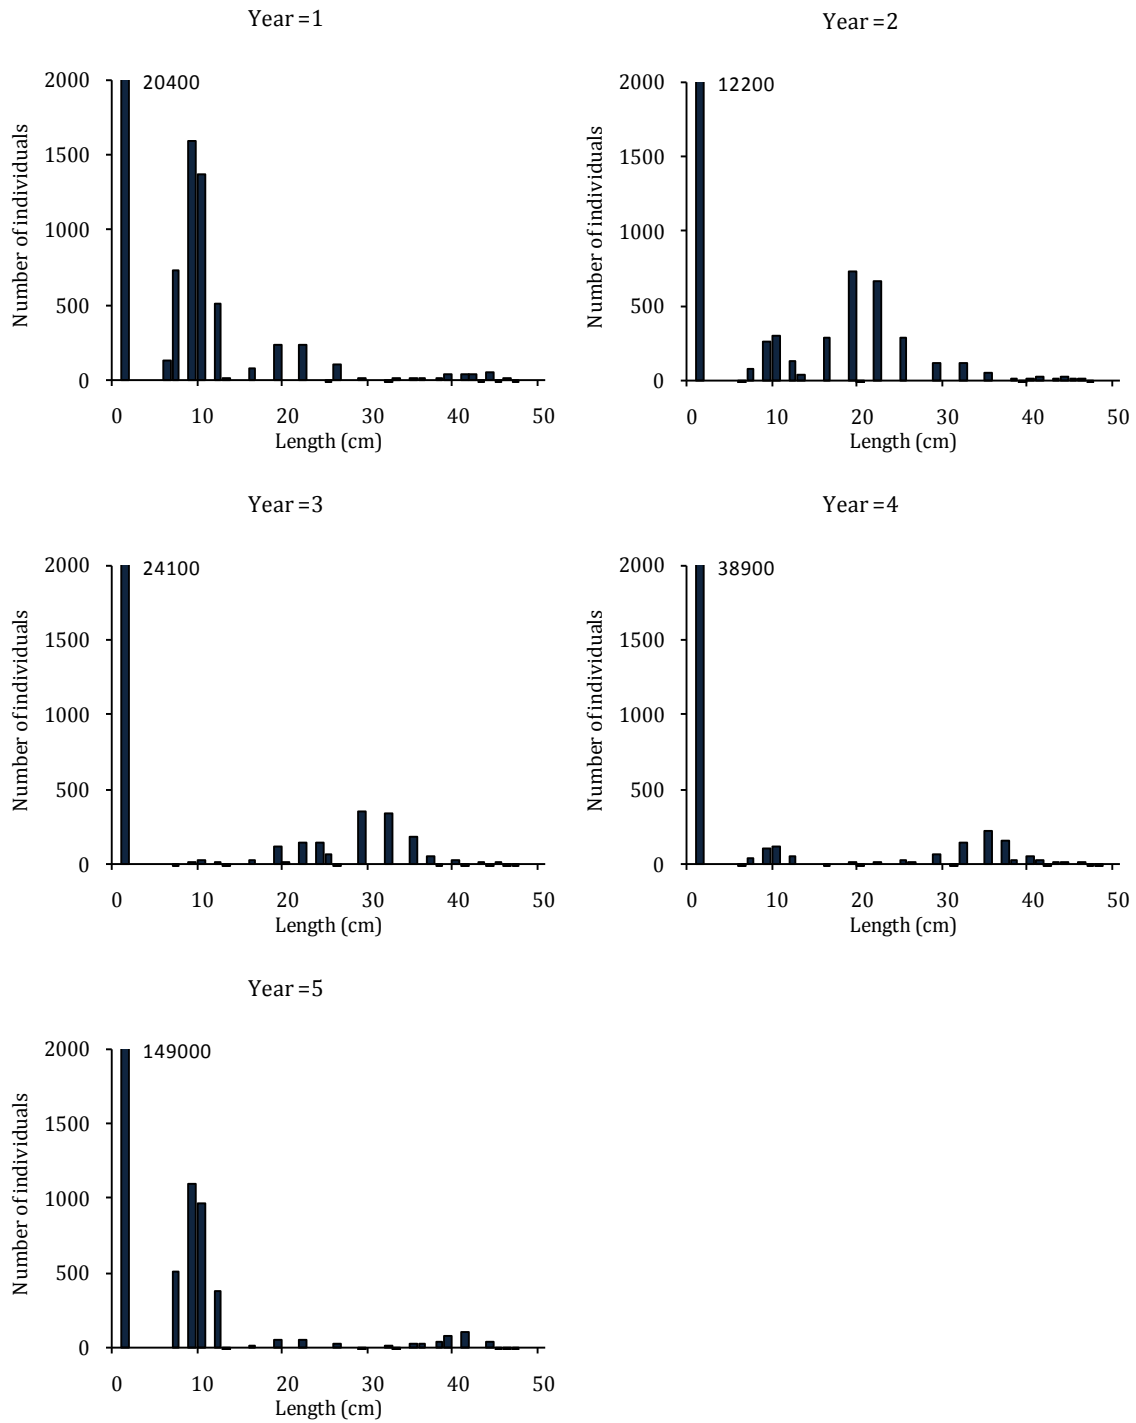 Year =1
20400
2000
1500
1000
500
0
Number of individuals
0 10 20 30 40 50
Length (cm)
Year =2
12200
2000
1500
1000
500
0
Number of individuals
0 10 20 30 40 50
Length (cm)
Year =3
24100
2000
1500
1000
500
0
Number of individuals
0 10 20 30 40 50
Length (cm)
Year =4
38900
2000
1500
1000
500
0
Number of individuals
0 10 20 30 40 50
Length (cm)
Year =5
149000
2000
1500
1000
500
0
Number of individuals
0 10 20 30 40 50
Length (cm)